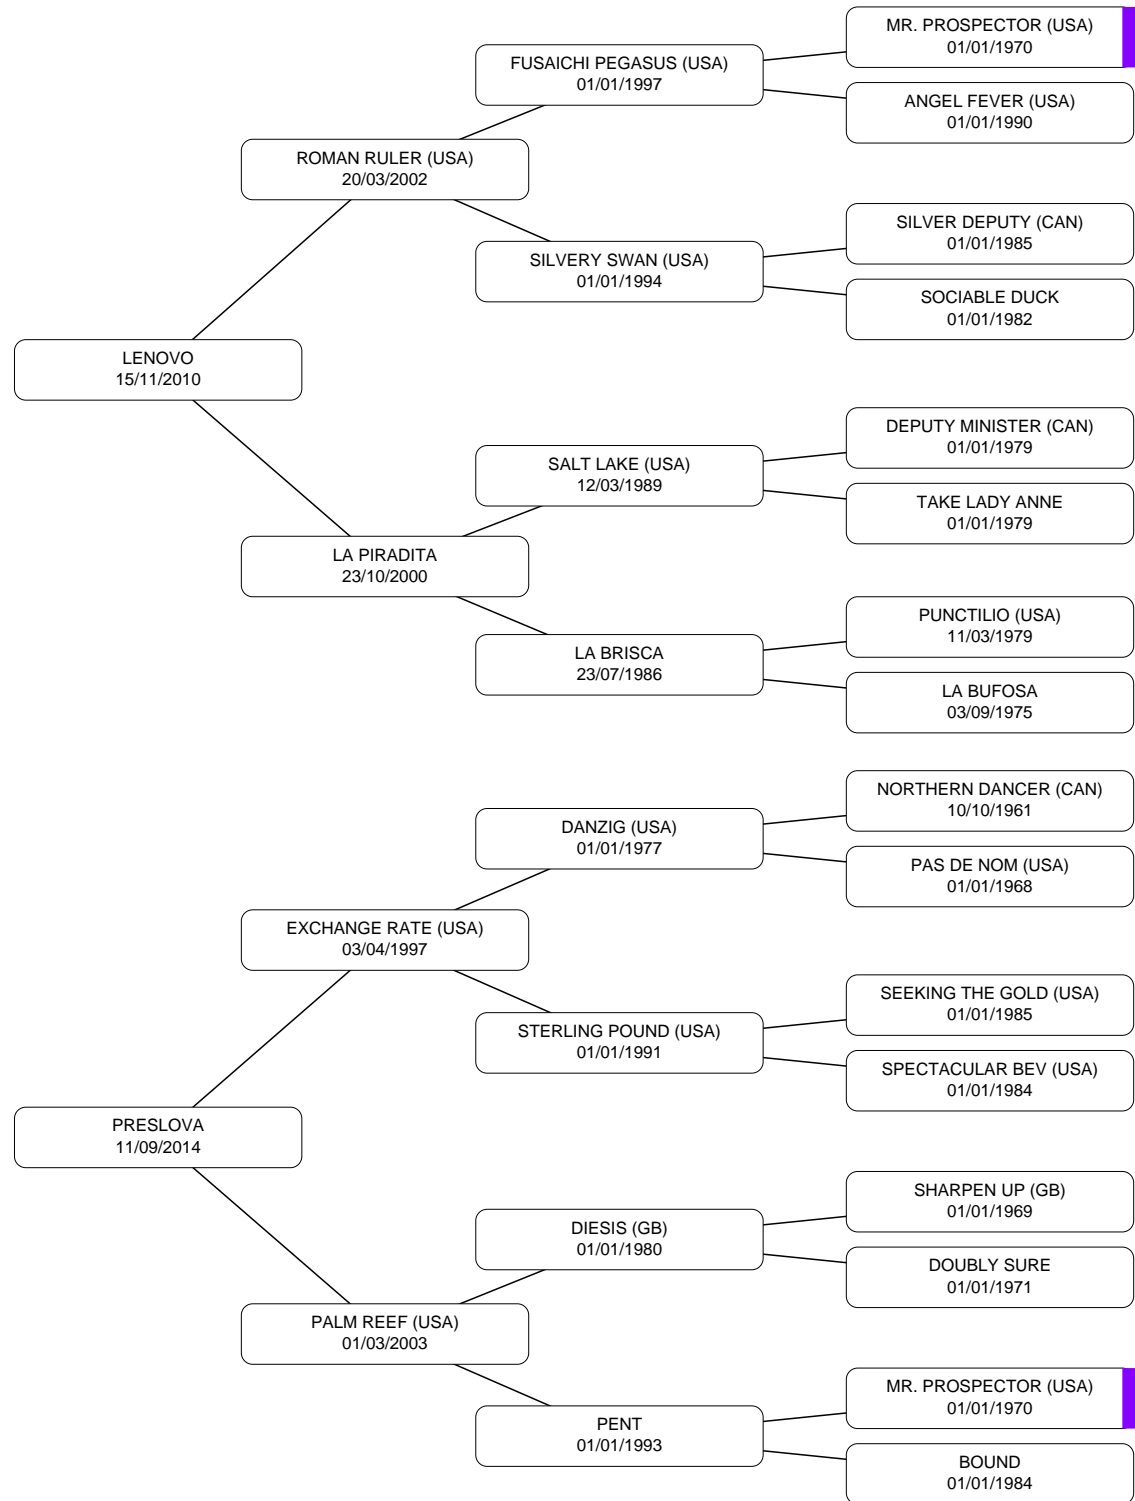 MR. PROSPECTOR (USA)
01/01/1970
FUSAICHI PEGASUS (USA)
01/01/1997
ANGEL FEVER (USA)
01/01/1990
ROMAN RULER (USA)
20/03/2002
SILVER DEPUTY (CAN)
01/01/1985
SILVERY SWAN (USA)
01/01/1994
SOCIABLE DUCK
01/01/1982
LENOVO
15/11/2010
DEPUTY MINISTER (CAN)
01/01/1979
SALT LAKE (USA)
12/03/1989
TAKE LADY ANNE
01/01/1979
LA PIRADITA
23/10/2000
PUNCTILIO (USA)
11/03/1979
LA BRISCA
23/07/1986
LA BUFOSA
03/09/1975
NORTHERN DANCER (CAN)
10/10/1961
DANZIG (USA)
01/01/1977
PAS DE NOM (USA)
01/01/1968
EXCHANGE RATE (USA)
03/04/1997
SEEKING THE GOLD (USA)
01/01/1985
STERLING POUND (USA)
01/01/1991
SPECTACULAR BEV (USA)
01/01/1984
PRESLOVA
11/09/2014
SHARPEN UP (GB)
01/01/1969
DIESIS (GB)
01/01/1980
DOUBLY SURE
01/01/1971
PALM REEF (USA)
01/03/2003
MR. PROSPECTOR (USA)
01/01/1970
PENT
01/01/1993
BOUND
01/01/1984